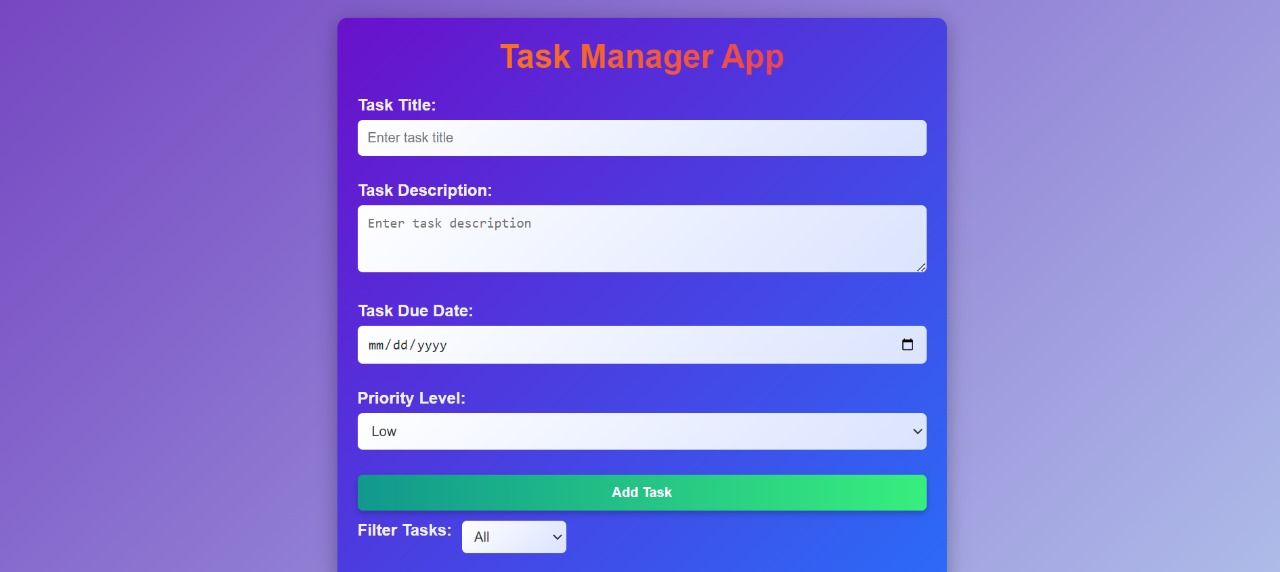 Task Manager App
Task Title:
Enter task title
Task Description:
Enter task description
Task Due Date:
mm/dd/yyyy
Priority Level:
Low
Add Task
Filter Tasks: All